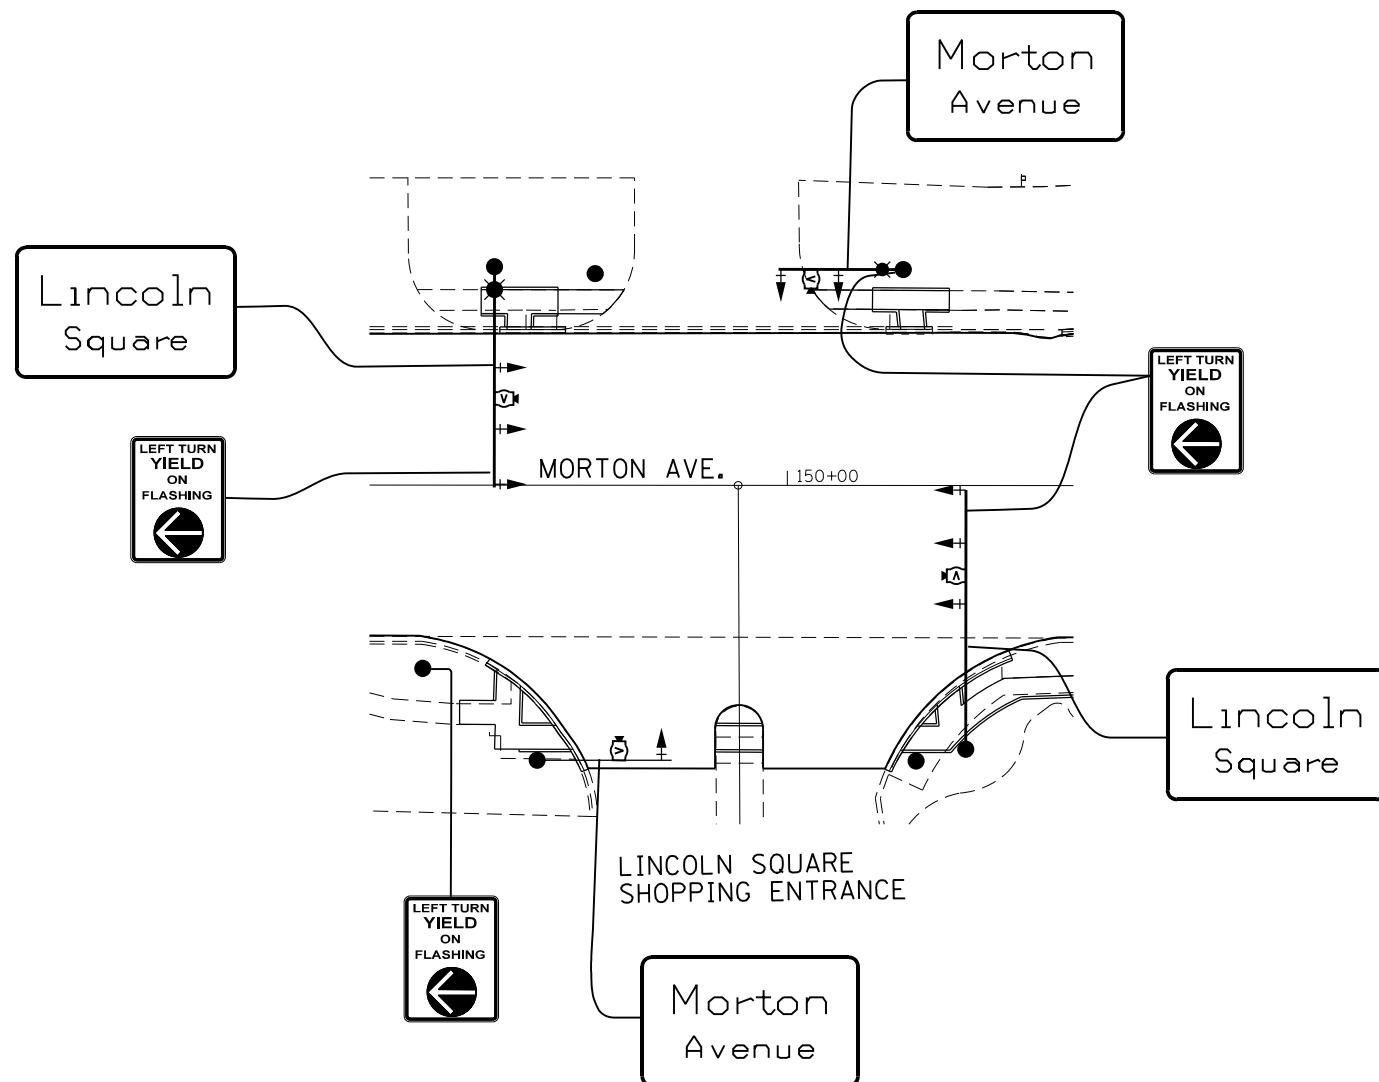 Morton
Avenue
Lincoln
Square
LEFT TURN
YIELD
ON
FLASHING
LEFT TURN
YIELD
ON
FLASHING
MORTON AVE.
150+00
V
V
V
V
Lincoln
Square
LINCOLN SQUARE
SHOPPING ENTRANCE
LEFT TURN
YIELD
ON
FLASHING
Morton
Avenue